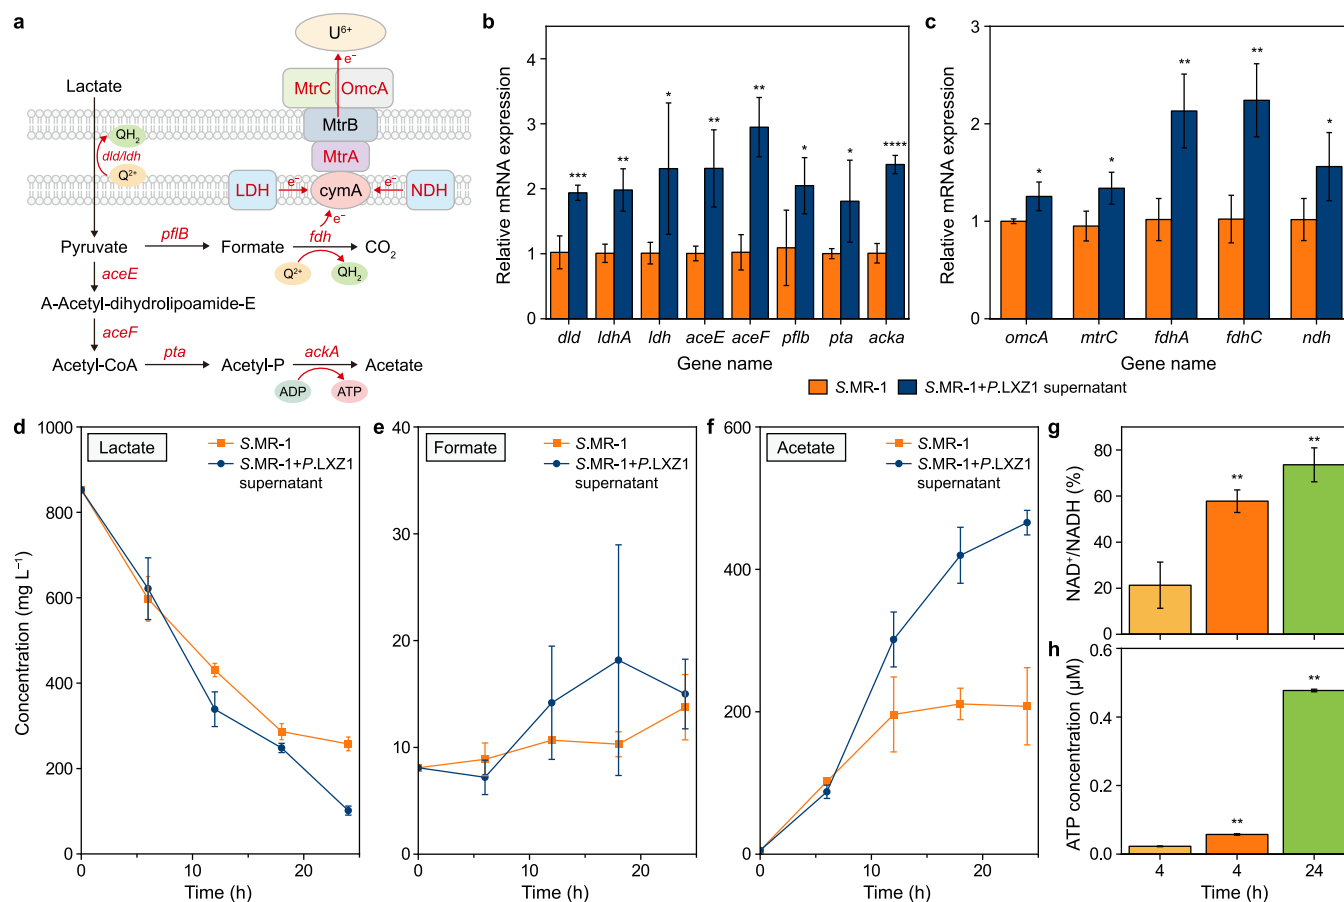 a
U⁶⁺
e⁻
MtrC
OmcA
Lactate
MtrB
QH₂
dld/ldh
Q²⁺
MtrA
LDH
e⁻
cymA
e⁻
NDH
e⁻
Pyruvate
pflB
Formate
fdh
CO₂
Q²⁺
QH₂
aceE
A-Acetyl-dihydrolipoamide-E
aceF
Acetyl-CoA
pta
Acetyl-P
ackA
Acetate
ADP
ATP
b
Relative mRNA expression
4
3
2
1
0
***
**
*
**
**
*
*
****
dld
ldhA
ldh
aceE
aceF
pflb
pta
acka
Gene name
c
Relative mRNA expression
3
2
1
0
*
*
**
**
*
omcA
mtrC
fdhA
fdhC
ndh
Gene name
S.MR-1
S.MR-1+P.LXZ1 supernatant
d
Lactate
S.MR-1
S.MR-1+P.LXZ1
supernatant
Concentration (mg L⁻¹)
1000
800
600
400
200
0
0
10
20
Time (h)
e
Formate
S.MR-1
S.MR-1+P.LXZ1
supernatant
40
30
20
10
0
0
10
20
Time (h)
f
Acetate
S.MR-1
S.MR-1+P.LXZ1
supernatant
600
400
200
0
0
10
20
Time (h)
g
NAD⁺/NADH (%)
80
60
40
20
0
**
**
h
ATP concentration (μM)
0.6
0.4
0.2
0.0
**
**
4
4
24
Time (h)